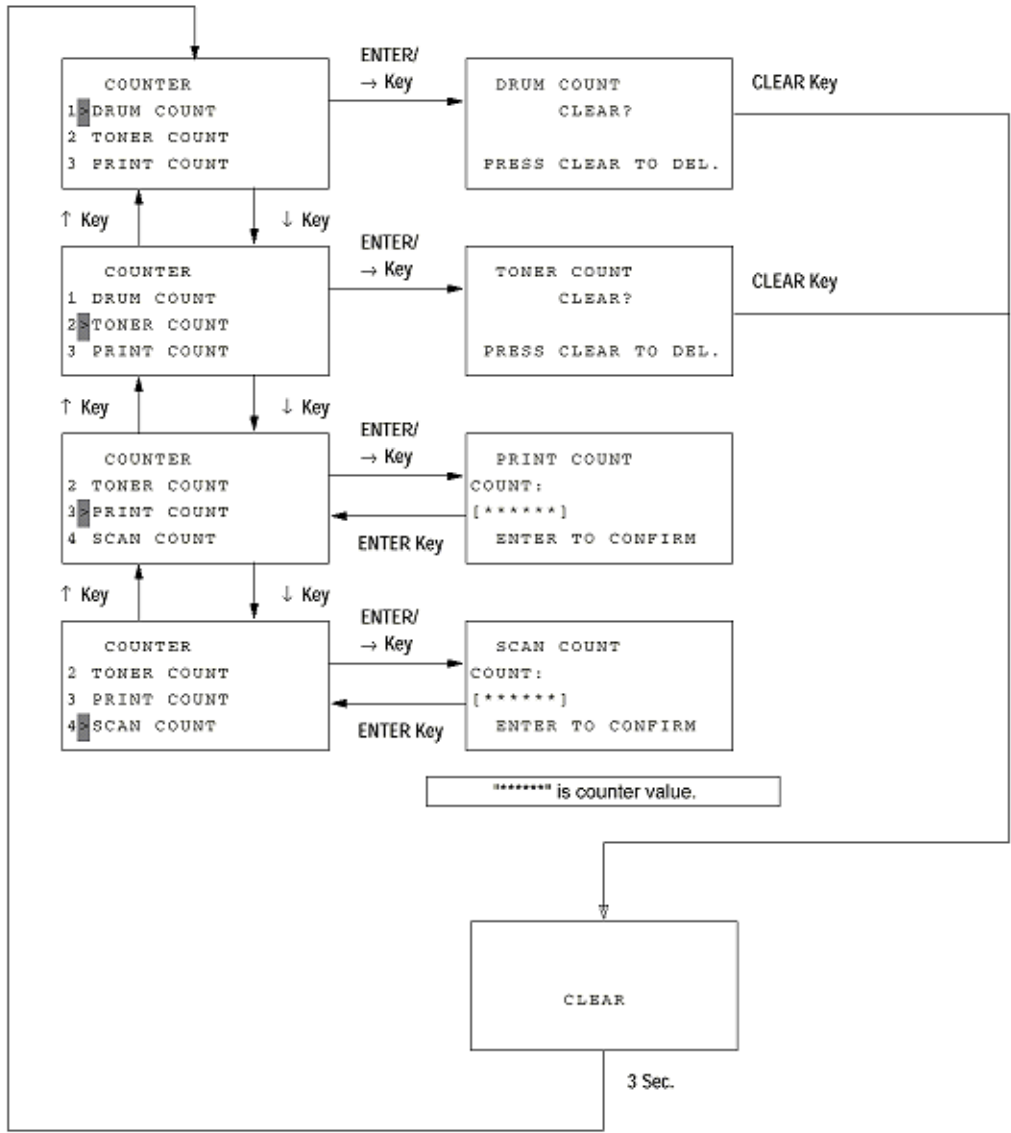 COUNTER
1>DRUM COUNT
2 TONER COUNT
3 PRINT COUNT
ENTER/
→ Key
DRUM COUNT
CLEAR?
PRESS CLEAR TO DEL.
CLEAR Key
↑ Key
↓ Key
COUNTER
1 DRUM COUNT
2>TONER COUNT
3 PRINT COUNT
ENTER/
→ Key
TONER COUNT
CLEAR?
PRESS CLEAR TO DEL.
CLEAR Key
↑ Key
↓ Key
COUNTER
2 TONER COUNT
3>PRINT COUNT
4 SCAN COUNT
ENTER/
→ Key
ENTER Key
PRINT COUNT
COUNT:
[******]
ENTER TO CONFIRM
↑ Key
↓ Key
COUNTER
2 TONER COUNT
3 PRINT COUNT
4>SCAN COUNT
ENTER/
→ Key
ENTER Key
SCAN COUNT
COUNT:
[******]
ENTER TO CONFIRM
"******" is counter value.
CLEAR
3 Sec.